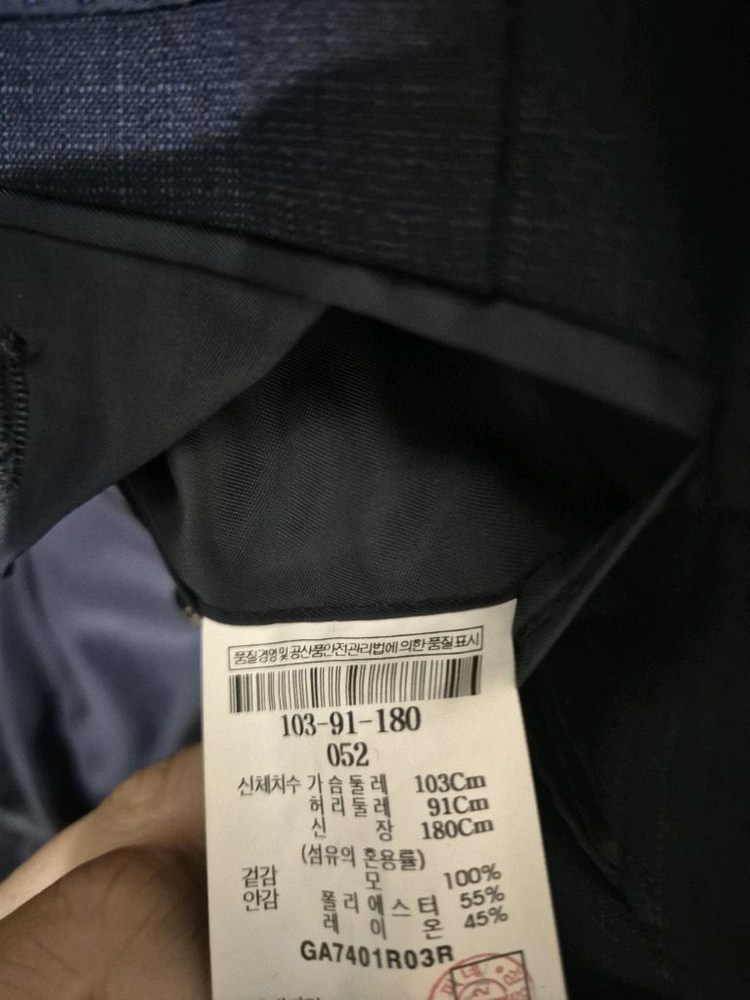 품질경영및공산품안전관리법에의한품질표시
103-91-180
052
신체치수 가슴둘레 103Cm
허리둘레 91Cm
신장 180Cm
(섬유의 혼용률)
겉감 모 100%
안감 폴리에스터 55%
레이온 45%
GA7401R03R